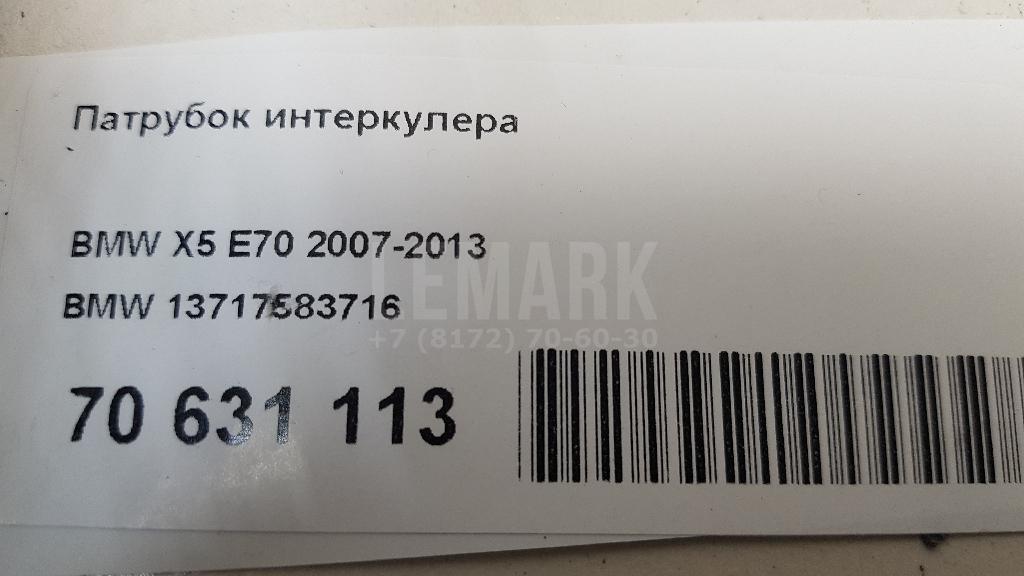 Патрубок интеркулера
BMW X5 E70 2007-2013
BMW 13717583716
LEMARK
+7 (8172) 70-60-30
70 631 113